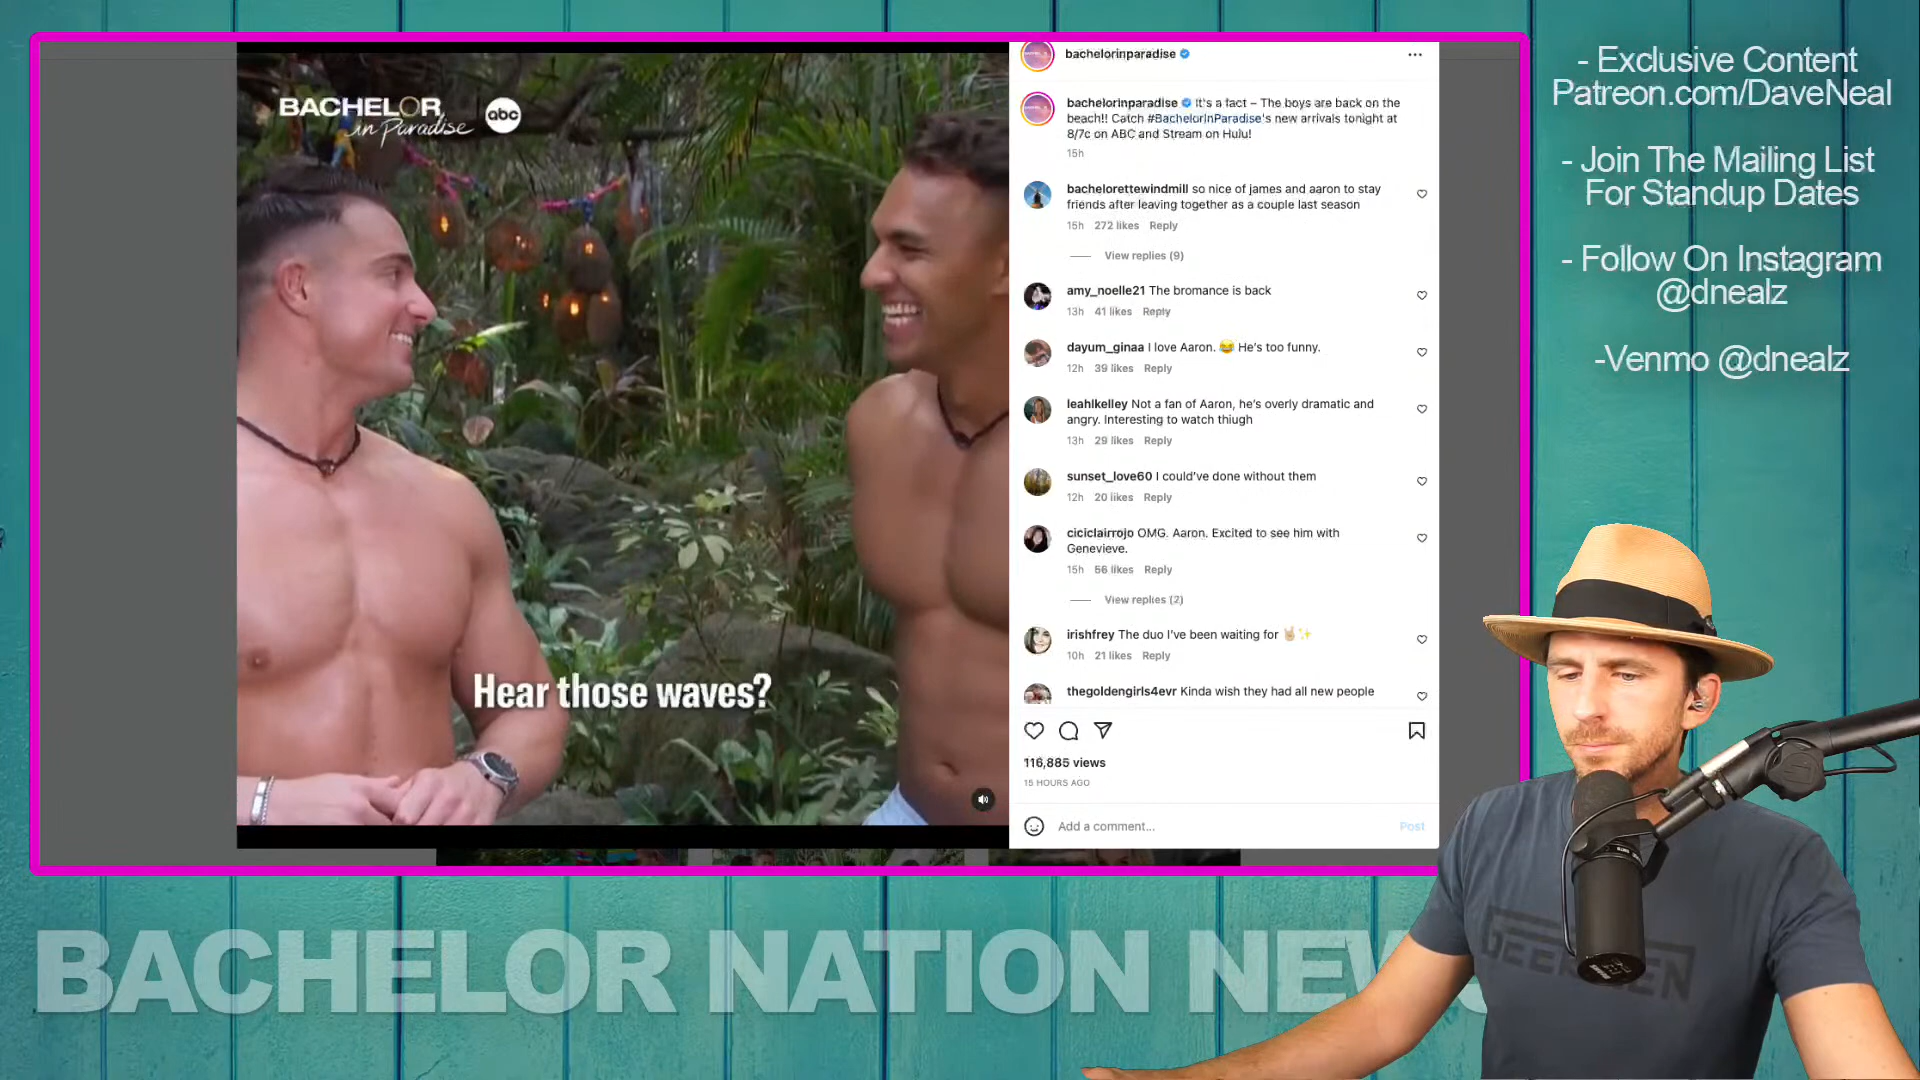 BACHELOR
in Paradise
abc
Hear those waves?
bachelorinparadise
bachelorinparadise It's a fact – The boys are back on the
beach!! Catch #BachelorInParadise's new arrivals tonight at
8/7c on ABC and Stream on Hulu!
15h
bachelorettewindmill so nice of james and aaron to stay
friends after leaving together as a couple last season
15h 272 likes Reply
View replies (9)
amy_noelle21 The bromance is back
13h 41 likes Reply
dayum_ginaa I love Aaron. 😂 He's too funny.
12h 39 likes Reply
leahlkelley Not a fan of Aaron, he's overly dramatic and
angry. Interesting to watch thiugh
13h 29 likes Reply
sunset_love60 I could've done without them
12h 20 likes Reply
ciciclairrojo OMG. Aaron. Excited to see him with
Genevieve.
15h 56 likes Reply
View replies (2)
irishfrey The duo I've been waiting for 🤘🏼✨
10h 21 likes Reply
thegoldengirls4evr Kinda wish they had all new people
116,885 views
15 HOURS AGO
Add a comment...
Post
- Exclusive Content
Patreon.com/DaveNeal
- Join The Mailing List
For Standup Dates
- Follow On Instagram
@dnealz
-Venmo @dnealz
BACHELOR NATION NEWS